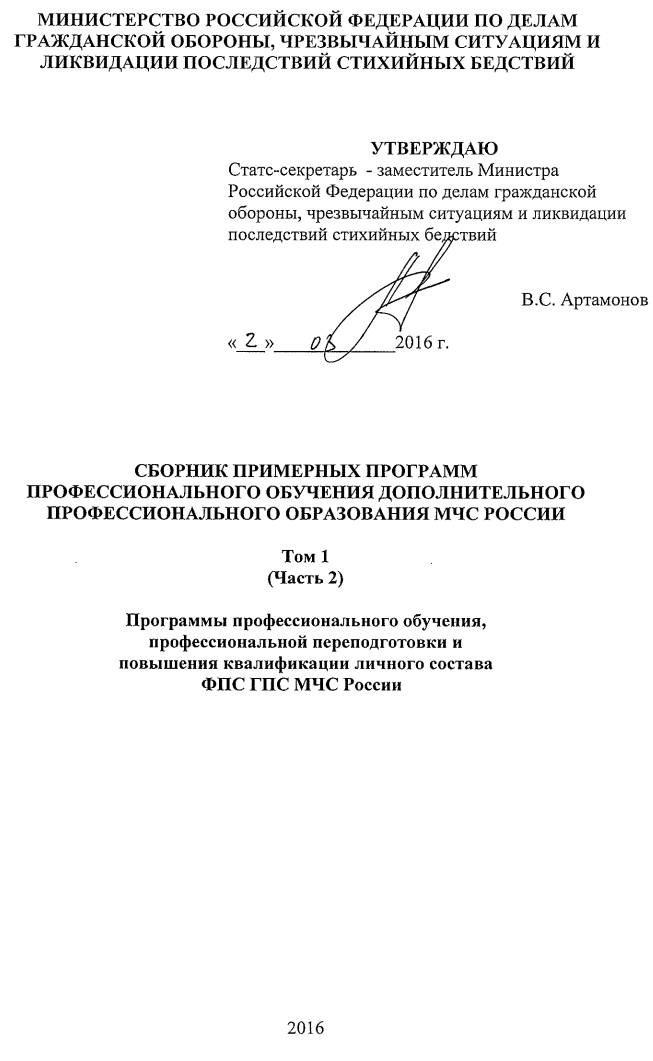 МИНИСТЕРСТВО РОССИЙСКОЙ ФЕДЕРАЦИИ ПО ДЕЛАМ
ГРАЖДАНСКОЙ ОБОРОНЫ, ЧРЕЗВЫЧАЙНЫМ СИТУАЦИЯМ И
ЛИКВИДАЦИИ ПОСЛЕДСТВИЙ СТИХИЙНЫХ БЕДСТВИЙ
УТВЕРЖДАЮ
Статс-секретарь - заместитель Министра
Российской Федерации по делам гражданской
обороны, чрезвычайным ситуациям и ликвидации
последствий стихийных бедствий
В.С. Артамонов
«2» 03 2016 г.
СБОРНИК ПРИМЕРНЫХ ПРОГРАММ
ПРОФЕССИОНАЛЬНОГО ОБУЧЕНИЯ ДОПОЛНИТЕЛЬНОГО
ПРОФЕССИОНАЛЬНОГО ОБРАЗОВАНИЯ МЧС РОССИИ
Том 1
(Часть 2)
Программы профессионального обучения,
профессиональной переподготовки и
повышения квалификации личного состава
ФПС ГПС МЧС России
2016